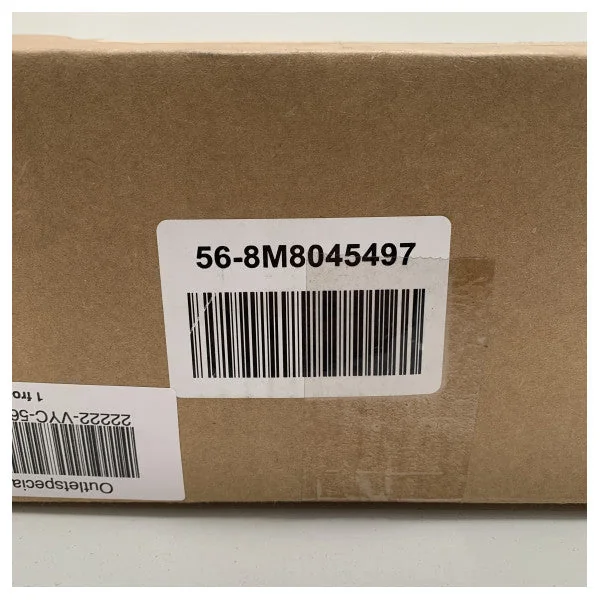 56-8M8045497
1 fro
22222-VYC-56
Outletspecia